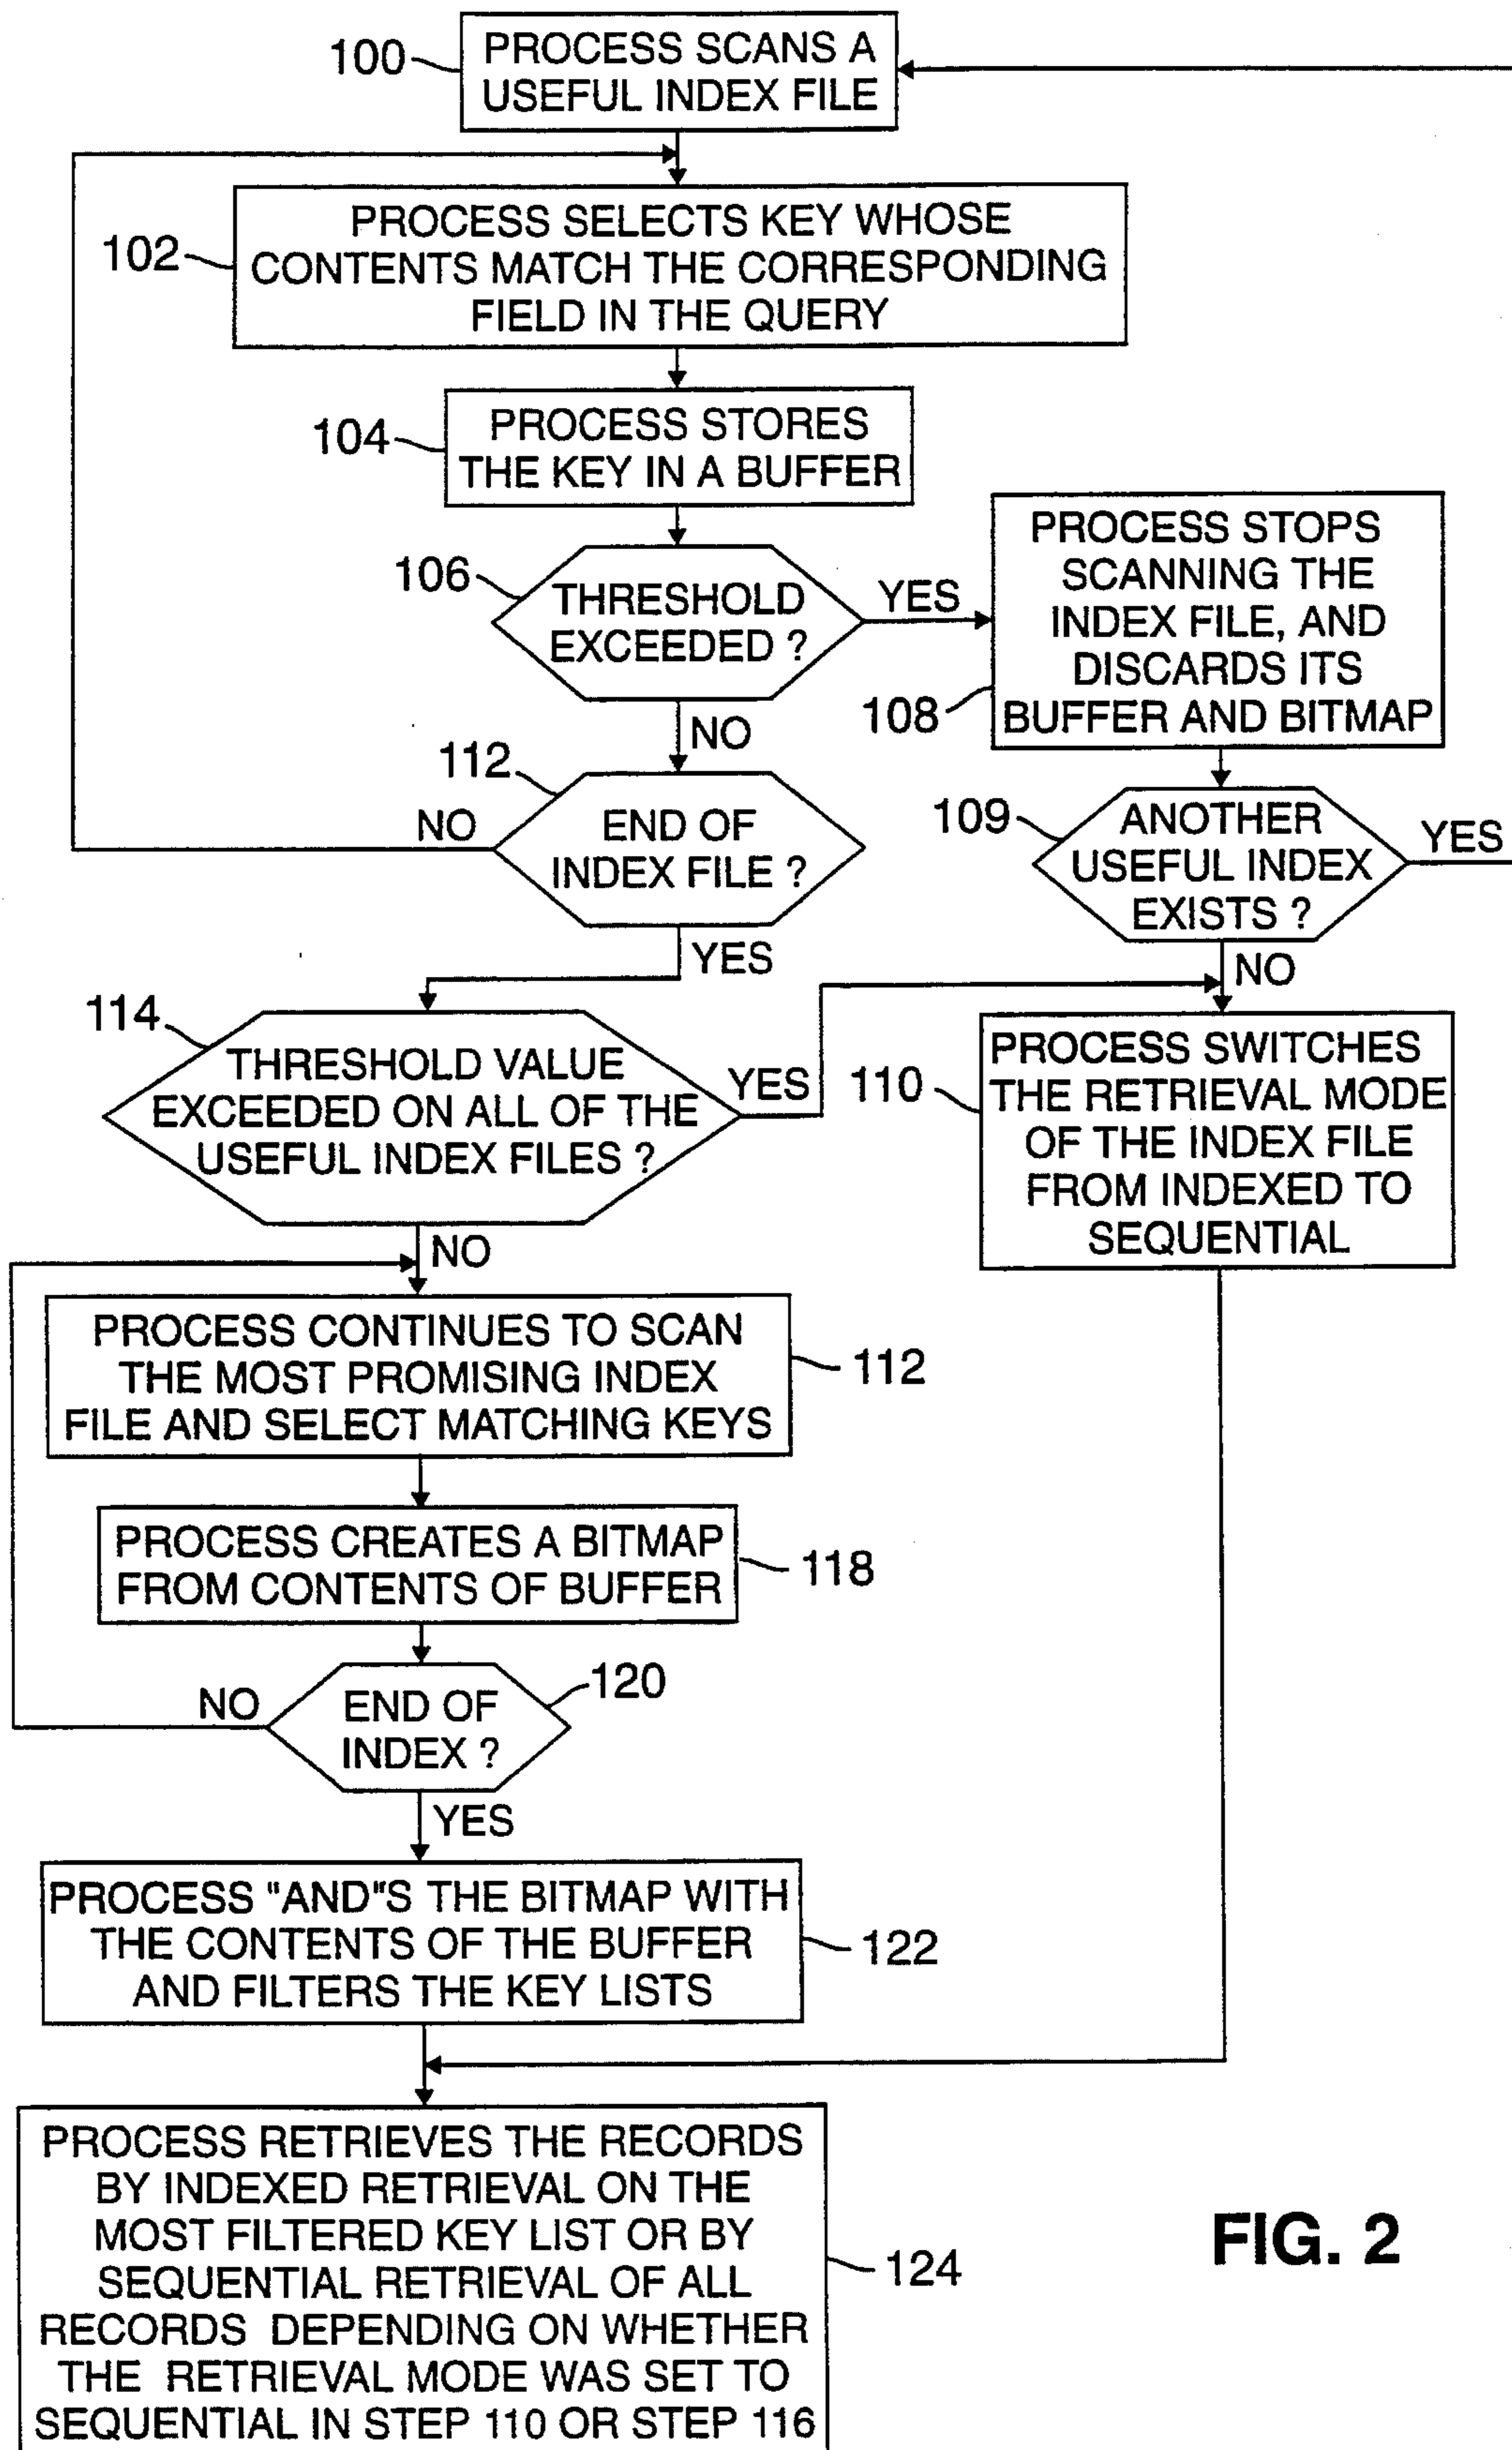 100
PROCESS SCANS A
USEFUL INDEX FILE
102
PROCESS SELECTS KEY WHOSE
CONTENTS MATCH THE CORRESPONDING
FIELD IN THE QUERY
104
PROCESS STORES
THE KEY IN A BUFFER
106
THRESHOLD
EXCEEDED ?
YES
NO
PROCESS STOPS
SCANNING THE
INDEX FILE, AND
DISCARDS ITS
BUFFER AND BITMAP
108
112
END OF
INDEX FILE ?
NO
YES
109
ANOTHER
USEFUL INDEX
EXISTS ?
YES
NO
114
THRESHOLD VALUE
EXCEEDED ON ALL OF THE
USEFUL INDEX FILES ?
YES
NO
110
PROCESS SWITCHES
THE RETRIEVAL MODE
OF THE INDEX FILE
FROM INDEXED TO
SEQUENTIAL
PROCESS CONTINUES TO SCAN
THE MOST PROMISING INDEX
FILE AND SELECT MATCHING KEYS
112
PROCESS CREATES A BITMAP
FROM CONTENTS OF BUFFER
118
END OF
INDEX ?
120
NO
YES
PROCESS "AND"S THE BITMAP WITH
THE CONTENTS OF THE BUFFER
AND FILTERS THE KEY LISTS
122
PROCESS RETRIEVES THE RECORDS
BY INDEXED RETRIEVAL ON THE
MOST FILTERED KEY LIST OR BY
SEQUENTIAL RETRIEVAL OF ALL
RECORDS DEPENDING ON WHETHER
THE RETRIEVAL MODE WAS SET TO
SEQUENTIAL IN STEP 110 OR STEP 116
124
FIG. 2